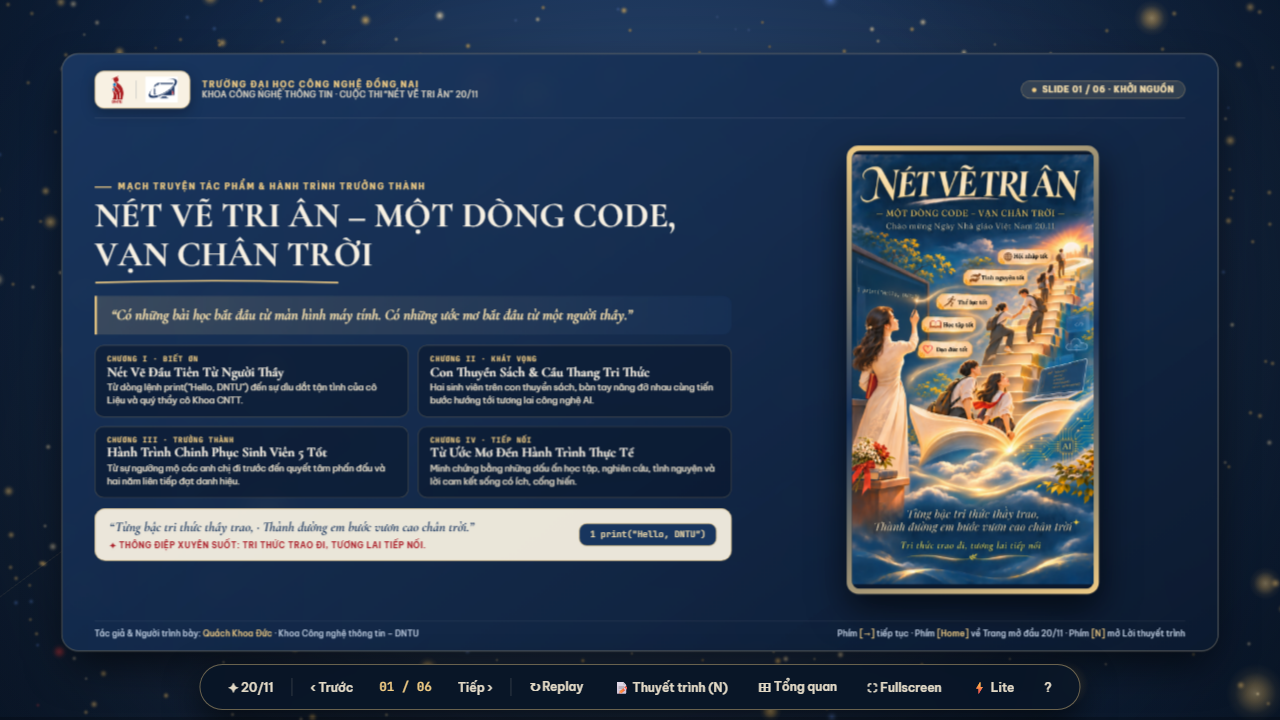 TRƯỜNG ĐẠI HỌC CÔNG NGHỆ ĐỒNG NAI
KHOA CÔNG NGHỆ THÔNG TIN · CUỘC THI "NÉT VẼ TRI ÂN" 20/11
SLIDE 01 / 06 · KHỞI NGUỒN
MẠCH TRUYỆN TÁC PHẨM & HÀNH TRÌNH TRƯỞNG THÀNH
NÉT VẼ TRI ÂN – MỘT DÒNG CODE,
VẠN CHÂN TRỜI
“Có những bài học bắt đầu từ màn hình máy tính. Có những ước mơ bắt đầu từ một người thầy.”
CHƯƠNG I · BIẾT ƠN
Nét Vẽ Đầu Tiên Từ Người Thầy
Từ dòng lệnh print("Hello, DNTU") đến sự dìu dắt tận tình của cô
Liệu và quý thầy cô Khoa CNTT.
CHƯƠNG II · KHÁT VỌNG
Con Thuyền Sách & Cầu Thang Tri Thức
Hai sinh viên trên con thuyền sách, bàn tay nâng đỡ nhau cùng tiến
bước hướng tới tương lai công nghệ AI.
CHƯƠNG III · TRƯỞNG THÀNH
Hành Trình Chinh Phục Sinh Viên 5 Tốt
Từ sự ngưỡng mộ các anh chị đi trước đến quyết tâm phấn đấu và
hai năm liên tiếp đạt danh hiệu.
CHƯƠNG IV · TIẾP NỐI
Từ Ước Mơ Đến Hành Trình Thực Tế
Minh chứng bằng những dấu ấn học tập, nghiên cứu, tình nguyện và
lời cam kết sống có ích, cống hiến.
“Từng bậc tri thức thầy trao, · Thành đường em bước vươn cao chân trời.”
✦ THÔNG ĐIỆP XUYÊN SUỐT: TRI THỨC TRAO ĐI, TƯƠNG LAI TIẾP NỐI.
1 print("Hello, DNTU")
NÉT VẼ TRI ÂN
– MỘT DÒNG CODE – VẠN CHÂN TRỜI –
Chào mừng Ngày Nhà giáo Việt Nam 20.11
Hội nhập tốt
Tình nguyện tốt
Thể lực tốt
Học tập tốt
Đạo đức tốt
AI
Từng bậc tri thức thầy trao,
Thành đường em bước vươn cao chân trời
Tri thức trao đi, tương lai tiếp nối
Tác giả & Người trình bày: Quách Khoa Đức · Khoa Công nghệ thông tin – DNTU
Phím [→] tiếp tục · Phím [Home] về Trang mở đầu 20/11 · Phím [N] mở Lời thuyết trình
✦ 20/11
‹ Trước
01 / 06
Tiếp ›
↻ Replay
Thuyết trình (N)
Tổng quan
Fullscreen
Lite
?